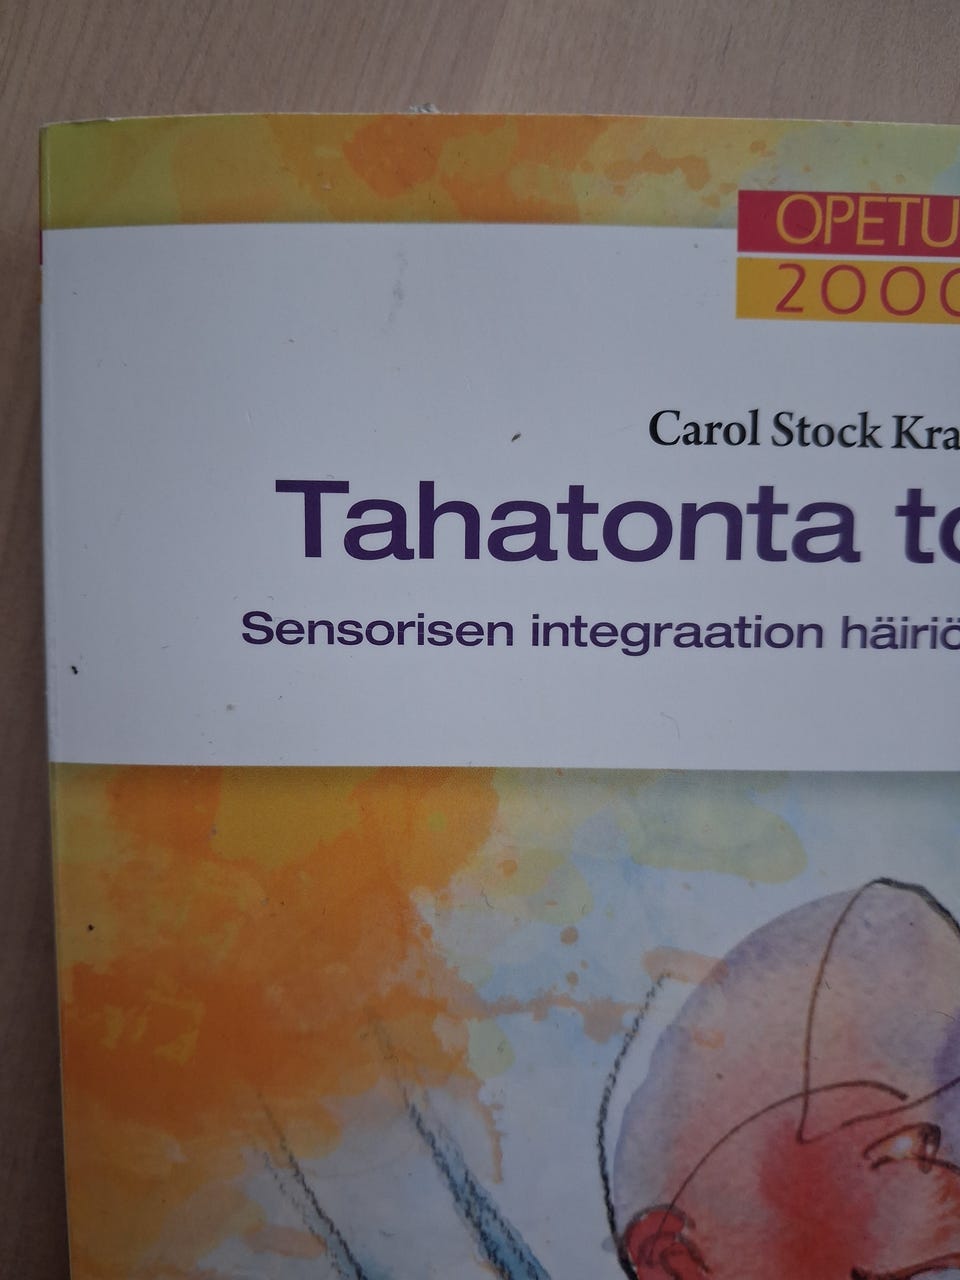 OPETU
2000
Carol Stock Kra
Tahatonta to
Sensorisen integraation häiriö